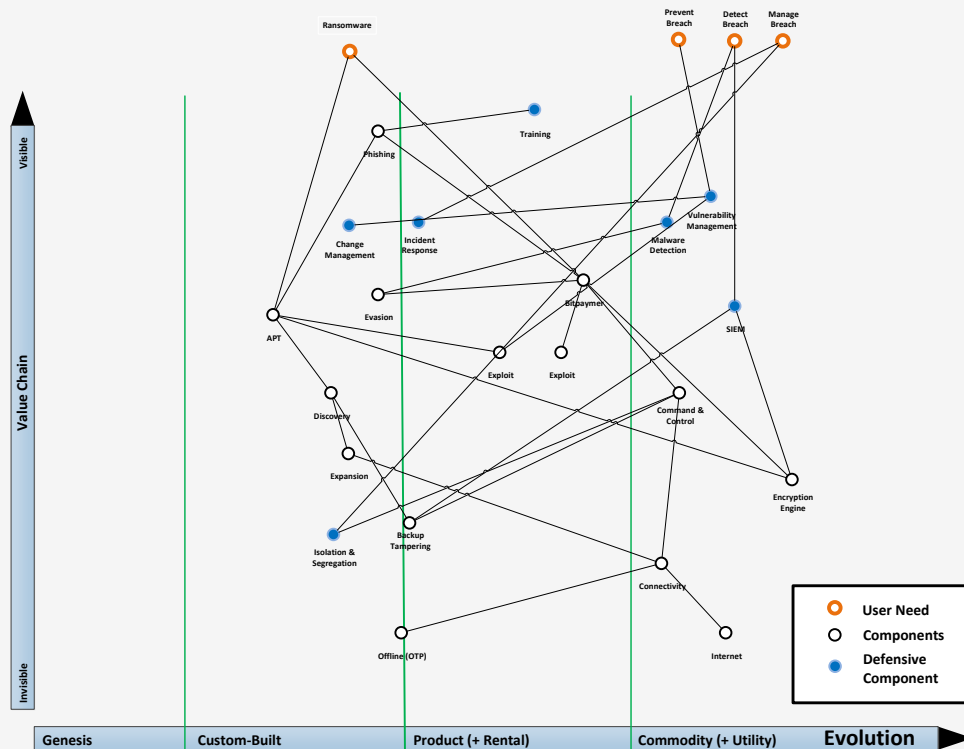 Ransomware
Prevent
Breach
Detect
Breach
Manage
Breach
Training
Phishing
Visible
Change
Management
Incident
Response
Malware
Detection
Vulnerability
Management
Evasion
Bitpaymer
SIEM
APT
Exploit
Exploit
Discovery
Command &
Control
Value Chain
Expansion
Encryption
Engine
Isolation &
Segregation
Backup
Tampering
Connectivity
Offline (OTP)
Internet
Invisible
User Need
Components
Defensive
Component
Genesis
Custom-Built
Product (+ Rental)
Commodity (+ Utility)
Evolution